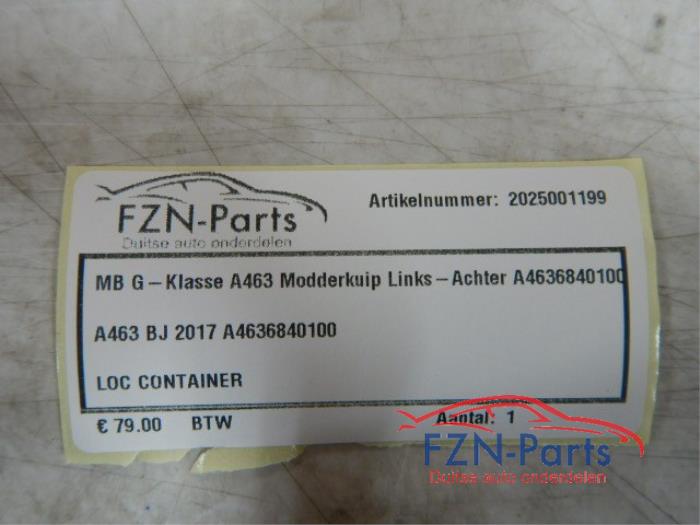 FZN-Parts
Duitse auto onderdelen
Artikelnummer: 2025001199
MB G-Klasse A463 Modderkuip Links-Achter A4636840100
A463 BJ 2017 A4636840100
LOC CONTAINER
€ 79.00 BTW
Aantal: 1
FZN-Parts
Duitse auto onderdelen